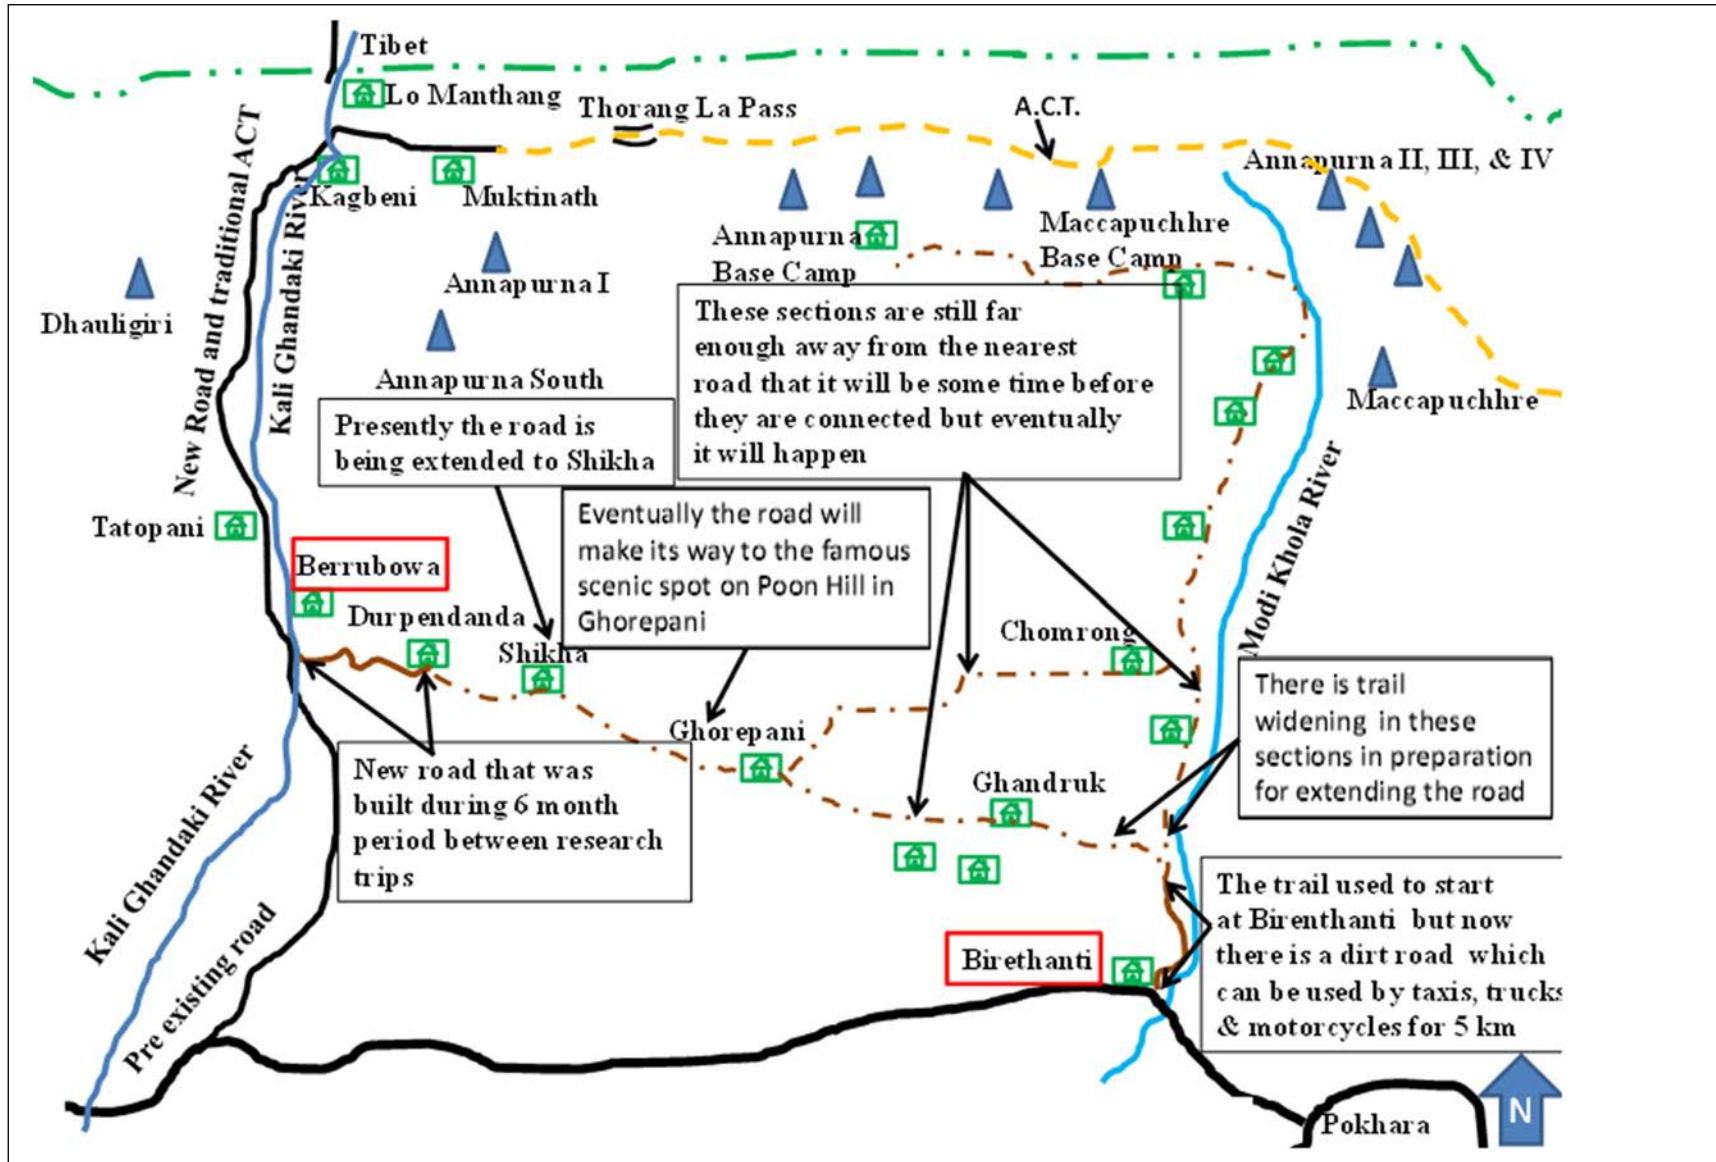 Tibet
Lo Manthang
Thorang La Pass
A.C.T.
Annapurna II, III, & IV
New Road and traditional ACT
Kali Ghandaki River
Kagbeni
Muktinath
Annapurna
Base Camp
Maccapuchhre
Base Camp
Dhauligiri
Annapurna I
Annapurna South
Maccapuchhre
These sections are still far
enough away from the nearest
road that it will be some time before
they are connected but eventually
it will happen
Presently the road is
being extended to Shikha
Eventually the road will
make its way to the famous
scenic spot on Poon Hill in
Ghorepani
Tatopani
Berrubowa
Durpendanda
Shikha
Chomrong
Modi Khola River
Ghorepani
Ghandruk
There is trail
widening in these
sections in preparation
for extending the road
New road that was
built during 6 month
period between research
trips
Kali Ghandaki River
Pre existing road
Birethanti
The trail used to start
at Birenthanti but now
there is a dirt road which
can be used by taxis, trucks
& motorcycles for 5 km
Pokhara
N